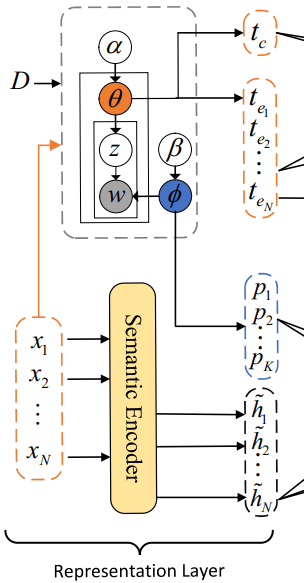 α
t_c
D
θ
t_{e_1}
t_{e_2}
⋮
t_{e_N}
z
β
w
ϕ
p_1
p_2
⋮
p_K
x_1
x_2
⋮
x_N
Semantic Encoder
h̃_1
h̃_2
⋮
h̃_N
Representation Layer